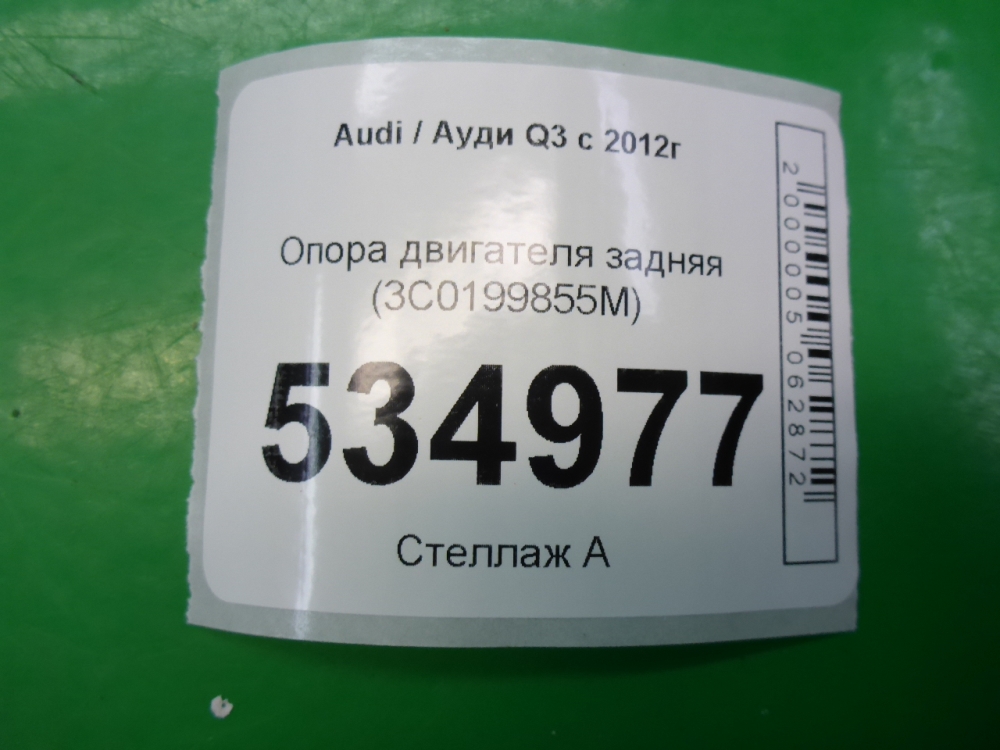 Audi / Ауди Q3 с 2012г
Опора двигателя задняя
(3C0199855M)
534977
Стеллаж А
2000005062872